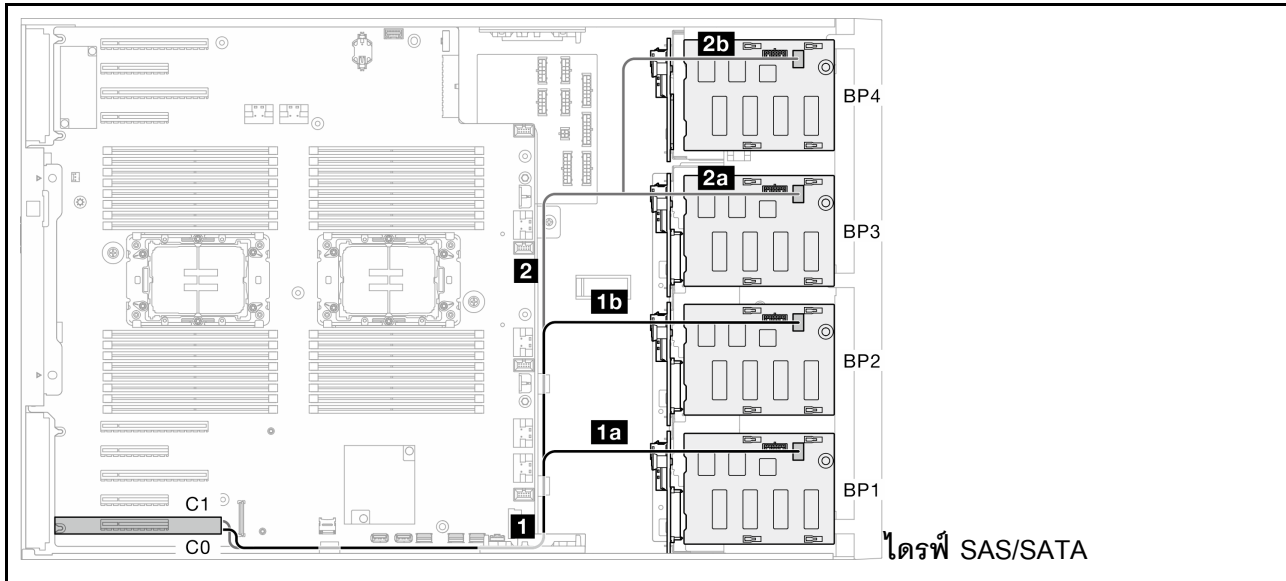 2b
BP4
2a
BP3
2
1b
BP2
1a
BP1
C1
1
C0
ไดรฟ์ SAS/SATA